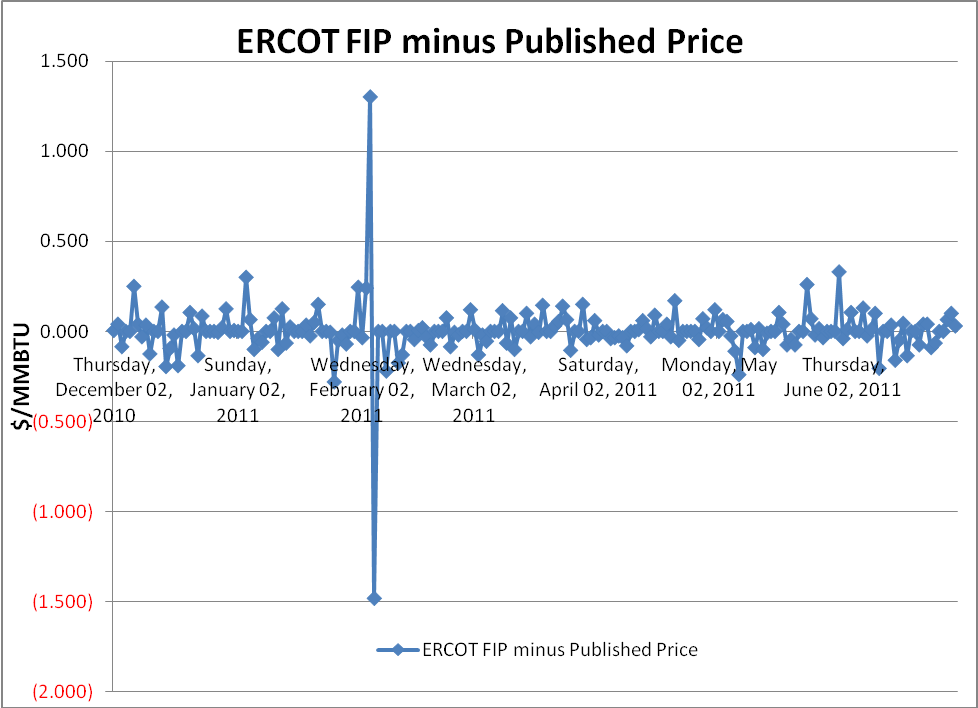 ERCOT FIP minus Published Price
1.500
1.000
0.500
0.000
(0.500)
(1.000)
(1.500)
(2.000)
$/MMBTU
Thursday,
December 02,
2010
Sunday,
January 02,
2011
Wednesday,
February 02,
2011
Wednesday,
March 02,
2011
Saturday,
April 02, 2011
Monday, May
02, 2011
Thursday,
June 02, 2011
ERCOT FIP minus Published Price